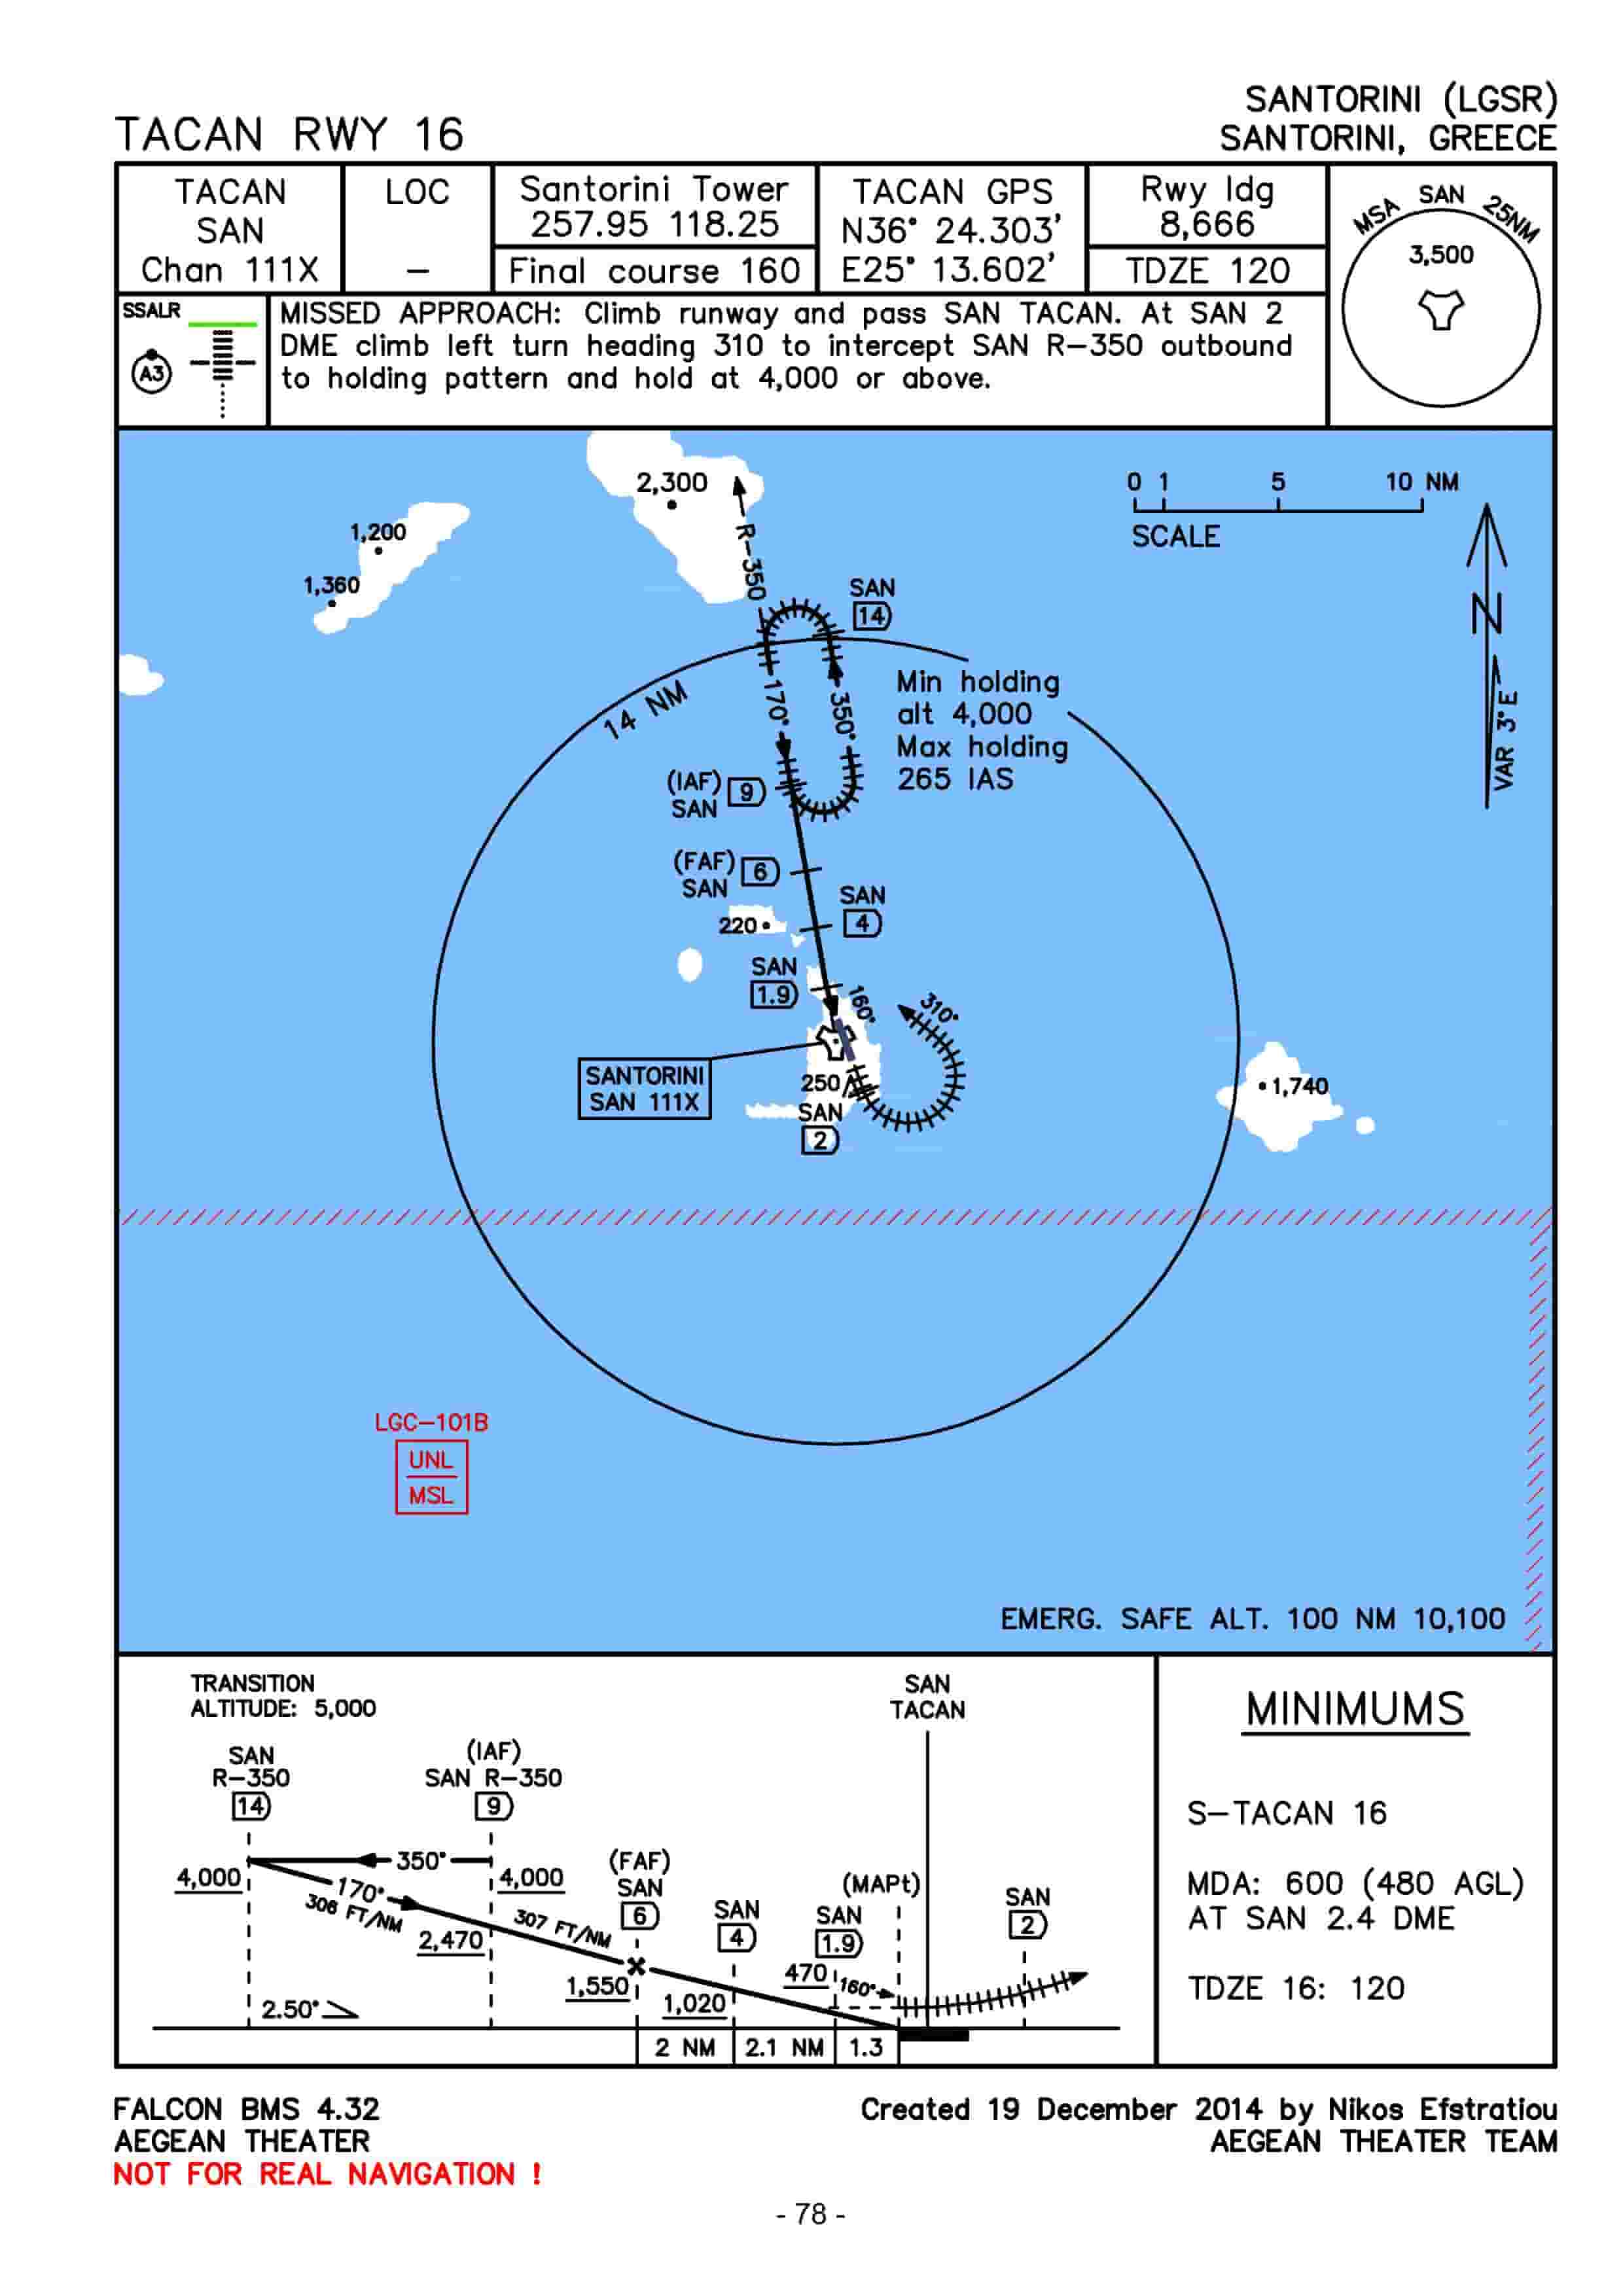 SANTORINI (LGSR)
TACAN RWY 16
SANTORINI, GREECE
TACAN
SAN
Chan 111X
LOC
–
Santorini Tower
257.95 118.25
Final course 160
TACAN GPS
N36° 24.303'
E25° 13.602'
Rwy ldg
8,666
TDZE 120
MSA SAN 25NM
3,500
SSALR
A3
MISSED APPROACH: Climb runway and pass SAN TACAN. At SAN 2
DME climb left turn heading 310 to intercept SAN R–350 outbound
to holding pattern and hold at 4,000 or above.
2,300
1,200
1,360
R–350
0 1 5 10 NM
SCALE
N
VAR 3°E
SAN
14
14 NM
170°
350°
Min holding
alt 4,000
Max holding
265 IAS
(IAF)
SAN
9
(FAF)
SAN
6
SAN
4
220
SAN
1.9
160°
310°
SANTORINI
SAN 111X
250
SAN
2
1,740
LGC–101B
UNL
MSL
EMERG. SAFE ALT. 100 NM 10,100
TRANSITION
ALTITUDE: 5,000
SAN
R–350
14
(IAF)
SAN R–350
9
SAN
TACAN
4,000
350°
4,000
170°
306 FT/NM
307 FT/NM
2,470
(FAF)
SAN
6
1,550
SAN
4
1,020
(MAPt)
SAN
1.9
470
160°
SAN
2
2.50°
2 NM
2.1 NM
1.3
MINIMUMS
S–TACAN 16
MDA: 600 (480 AGL)
AT SAN 2.4 DME
TDZE 16: 120
FALCON BMS 4.32
AEGEAN THEATER
NOT FOR REAL NAVIGATION !
Created 19 December 2014 by Nikos Efstratiou
AEGEAN THEATER TEAM
- 78 -